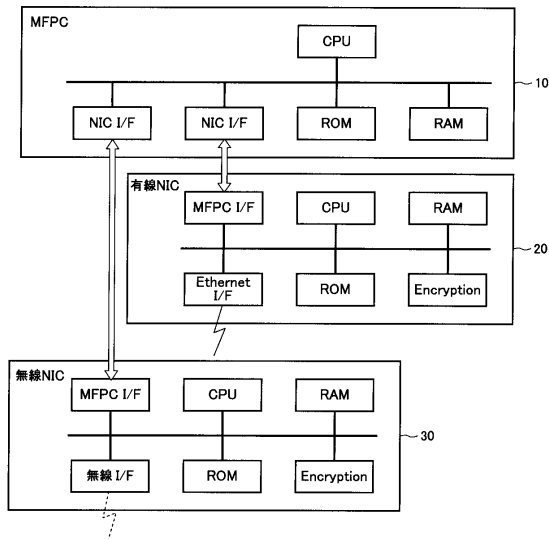 MFPC
CPU
10
NIC I/F
NIC I/F
ROM
RAM
有線NIC
MFPC I/F
CPU
RAM
20
Ethernet
I/F
ROM
Encryption
無線NIC
MFPC I/F
CPU
RAM
30
無線 I/F
ROM
Encryption